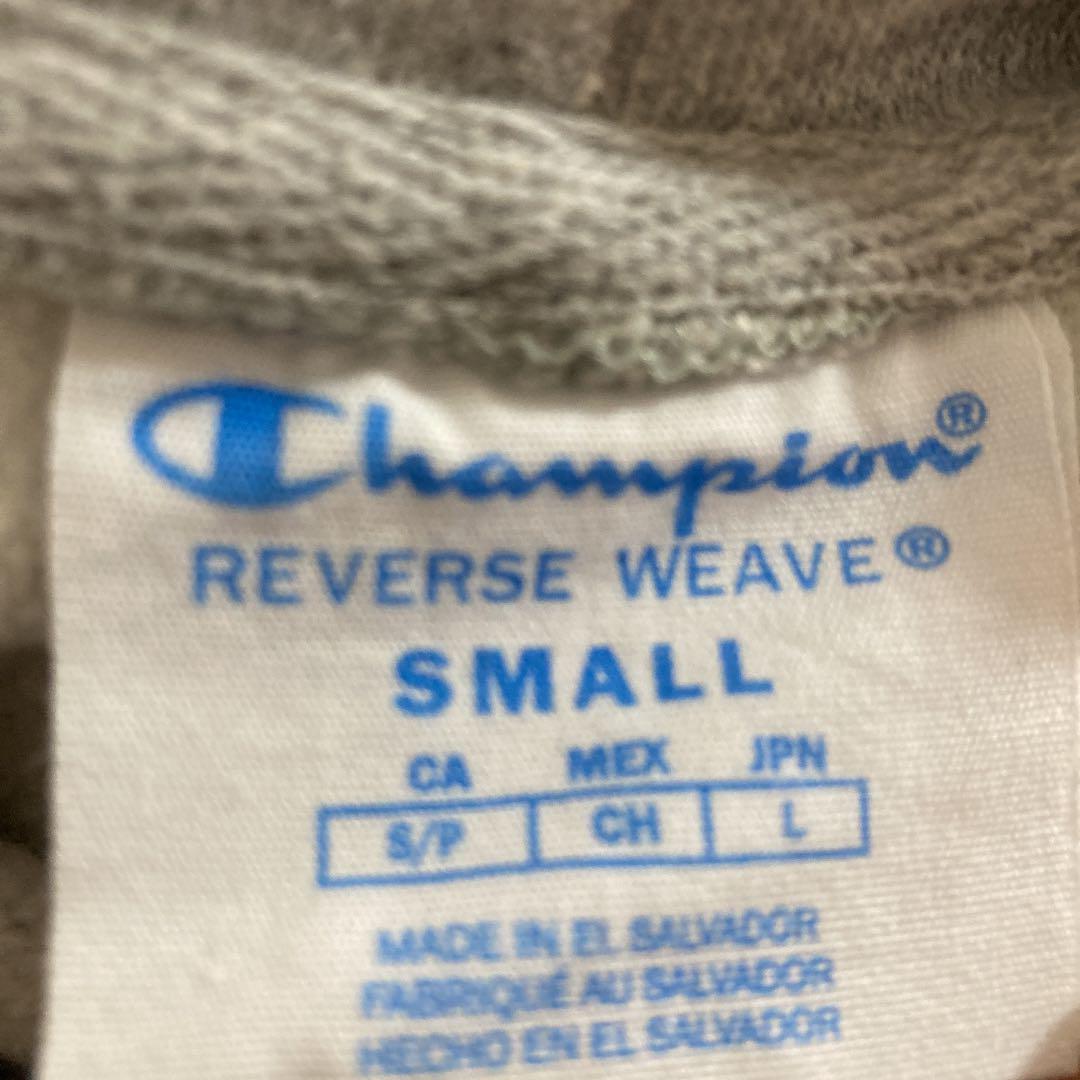 Champion®
REVERSE WEAVE®
SMALL
CA MEX JPN
S/P CH L
MADE IN EL SALVADOR
FABRIQUÉ AU SALVADOR
HECHO EN EL SALVADOR